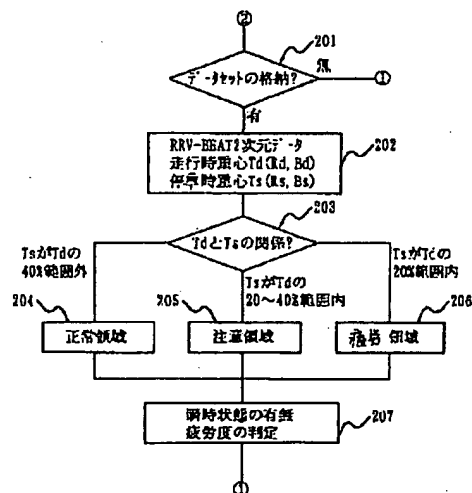 ②
201
データセットの格納?
無
①
有
RRV-BEAT2次元データ
走行時重心Td(Rd,Bd)
停車時重心Ts(Rs,Bs)
202
203
TdとTsの関係?
TsがTdの
40%範囲外
TsがTdの
20〜40%範囲内
TsがTdの
20%範囲内
204
正常領域
205
注意領域
206
疲労領域
瞬時状態の有無
疲労度の判定
207
①